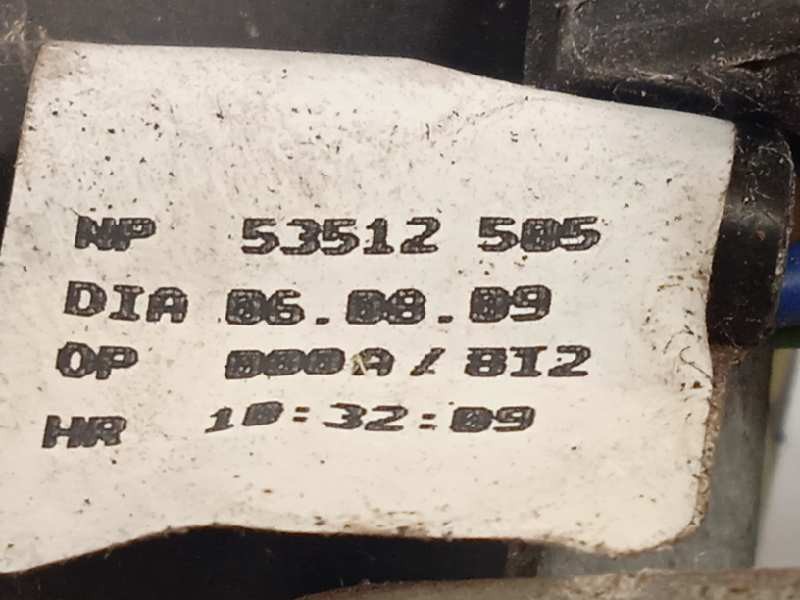 NP 53512 505
DIA 06.08.09
OP 000A/8I2
HR 10:32:09